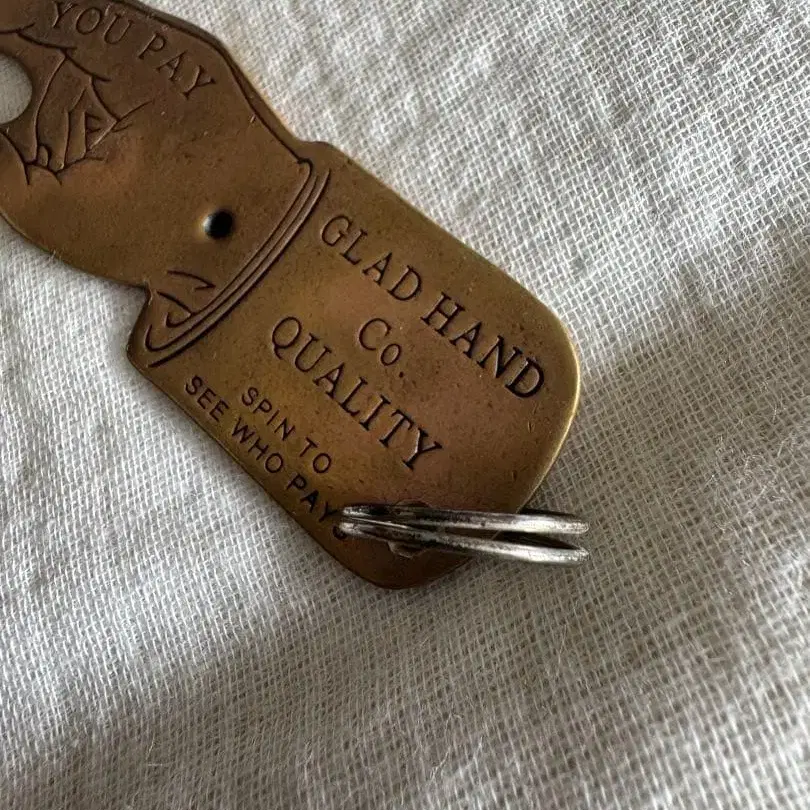 YOU PAY
GLAD HAND
Co.
QUALITY
SPIN TO
SEE WHO PAYS